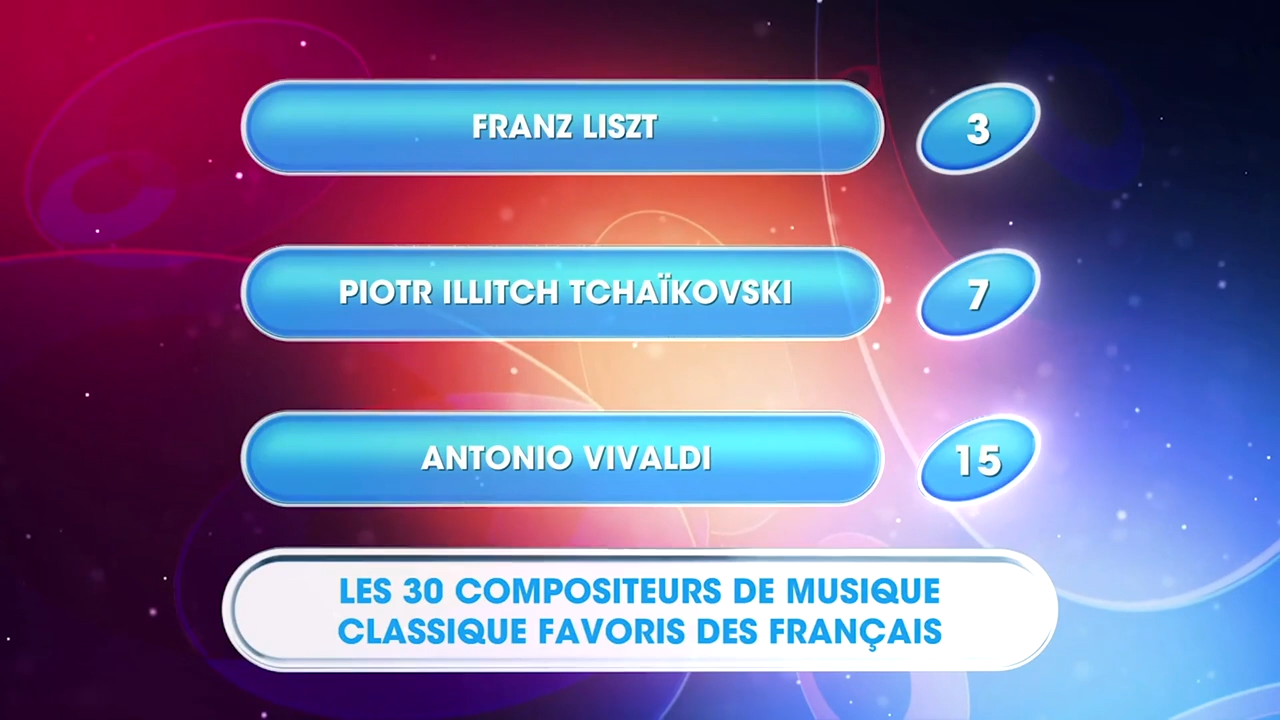 FRANZ LISZT 3
PIOTR ILLITCH TCHAÏKOVSKI 7
ANTONIO VIVALDI 15
LES 30 COMPOSITEURS DE MUSIQUE
CLASSIQUE FAVORIS DES FRANÇAIS